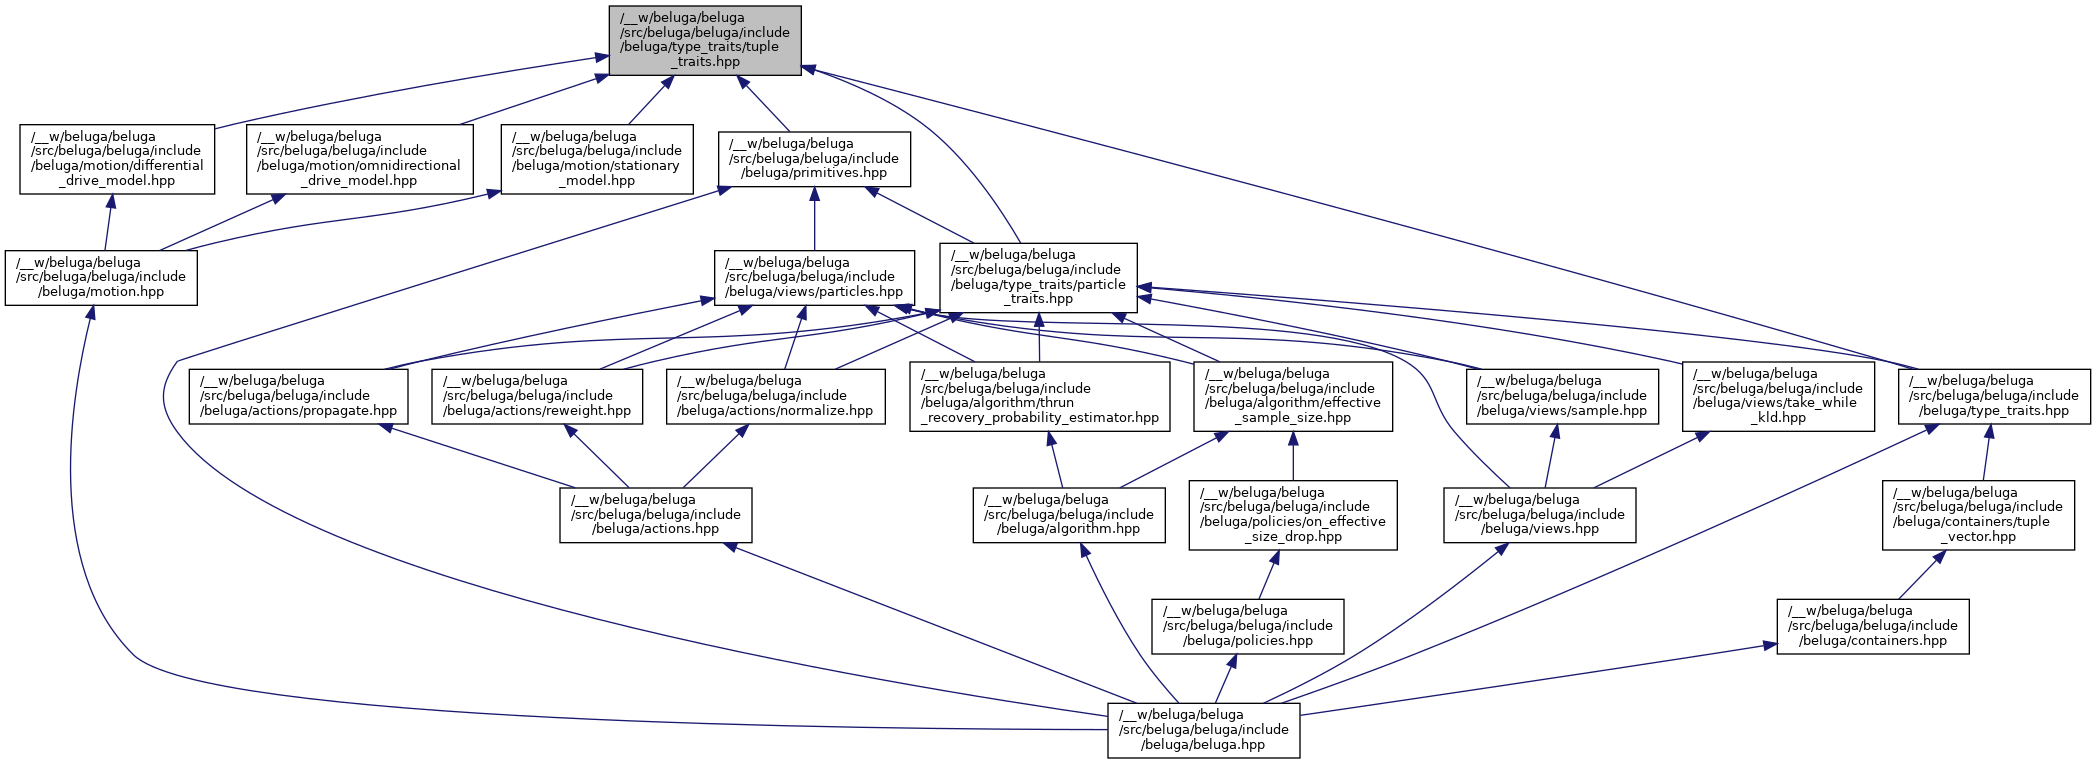 /__w/beluga/beluga
/src/beluga/beluga/include
/beluga/type_traits/tuple
_traits.hpp
/__w/beluga/beluga
/src/beluga/beluga/include
/beluga/motion/differential
_drive_model.hpp
/__w/beluga/beluga
/src/beluga/beluga/include
/beluga/motion/omnidirectional
_drive_model.hpp
/__w/beluga/beluga
/src/beluga/beluga/include
/beluga/motion/stationary
_model.hpp
/__w/beluga/beluga
/src/beluga/beluga/include
/beluga/primitives.hpp
/__w/beluga/beluga
/src/beluga/beluga/include
/beluga/motion.hpp
/__w/beluga/beluga
/src/beluga/beluga/include
/beluga/views/particles.hpp
/__w/beluga/beluga
/src/beluga/beluga/include
/beluga/type_traits/particle
_traits.hpp
/__w/beluga/beluga
/src/beluga/beluga/include
/beluga/actions/propagate.hpp
/__w/beluga/beluga
/src/beluga/beluga/include
/beluga/actions/reweight.hpp
/__w/beluga/beluga
/src/beluga/beluga/include
/beluga/actions/normalize.hpp
/__w/beluga/beluga
/src/beluga/beluga/include
/beluga/algorithm/thrun
_recovery_probability_estimator.hpp
/__w/beluga/beluga
/src/beluga/beluga/include
/beluga/algorithm/effective
_sample_size.hpp
/__w/beluga/beluga
/src/beluga/beluga/include
/beluga/views/sample.hpp
/__w/beluga/beluga
/src/beluga/beluga/include
/beluga/views/take_while
_kld.hpp
/__w/beluga/beluga
/src/beluga/beluga/include
/beluga/type_traits.hpp
/__w/beluga/beluga
/src/beluga/beluga/include
/beluga/actions.hpp
/__w/beluga/beluga
/src/beluga/beluga/include
/beluga/algorithm.hpp
/__w/beluga/beluga
/src/beluga/beluga/include
/beluga/policies/on_effective
_size_drop.hpp
/__w/beluga/beluga
/src/beluga/beluga/include
/beluga/views.hpp
/__w/beluga/beluga
/src/beluga/beluga/include
/beluga/containers/tuple
_vector.hpp
/__w/beluga/beluga
/src/beluga/beluga/include
/beluga/policies.hpp
/__w/beluga/beluga
/src/beluga/beluga/include
/beluga/containers.hpp
/__w/beluga/beluga
/src/beluga/beluga/include
/beluga/beluga.hpp